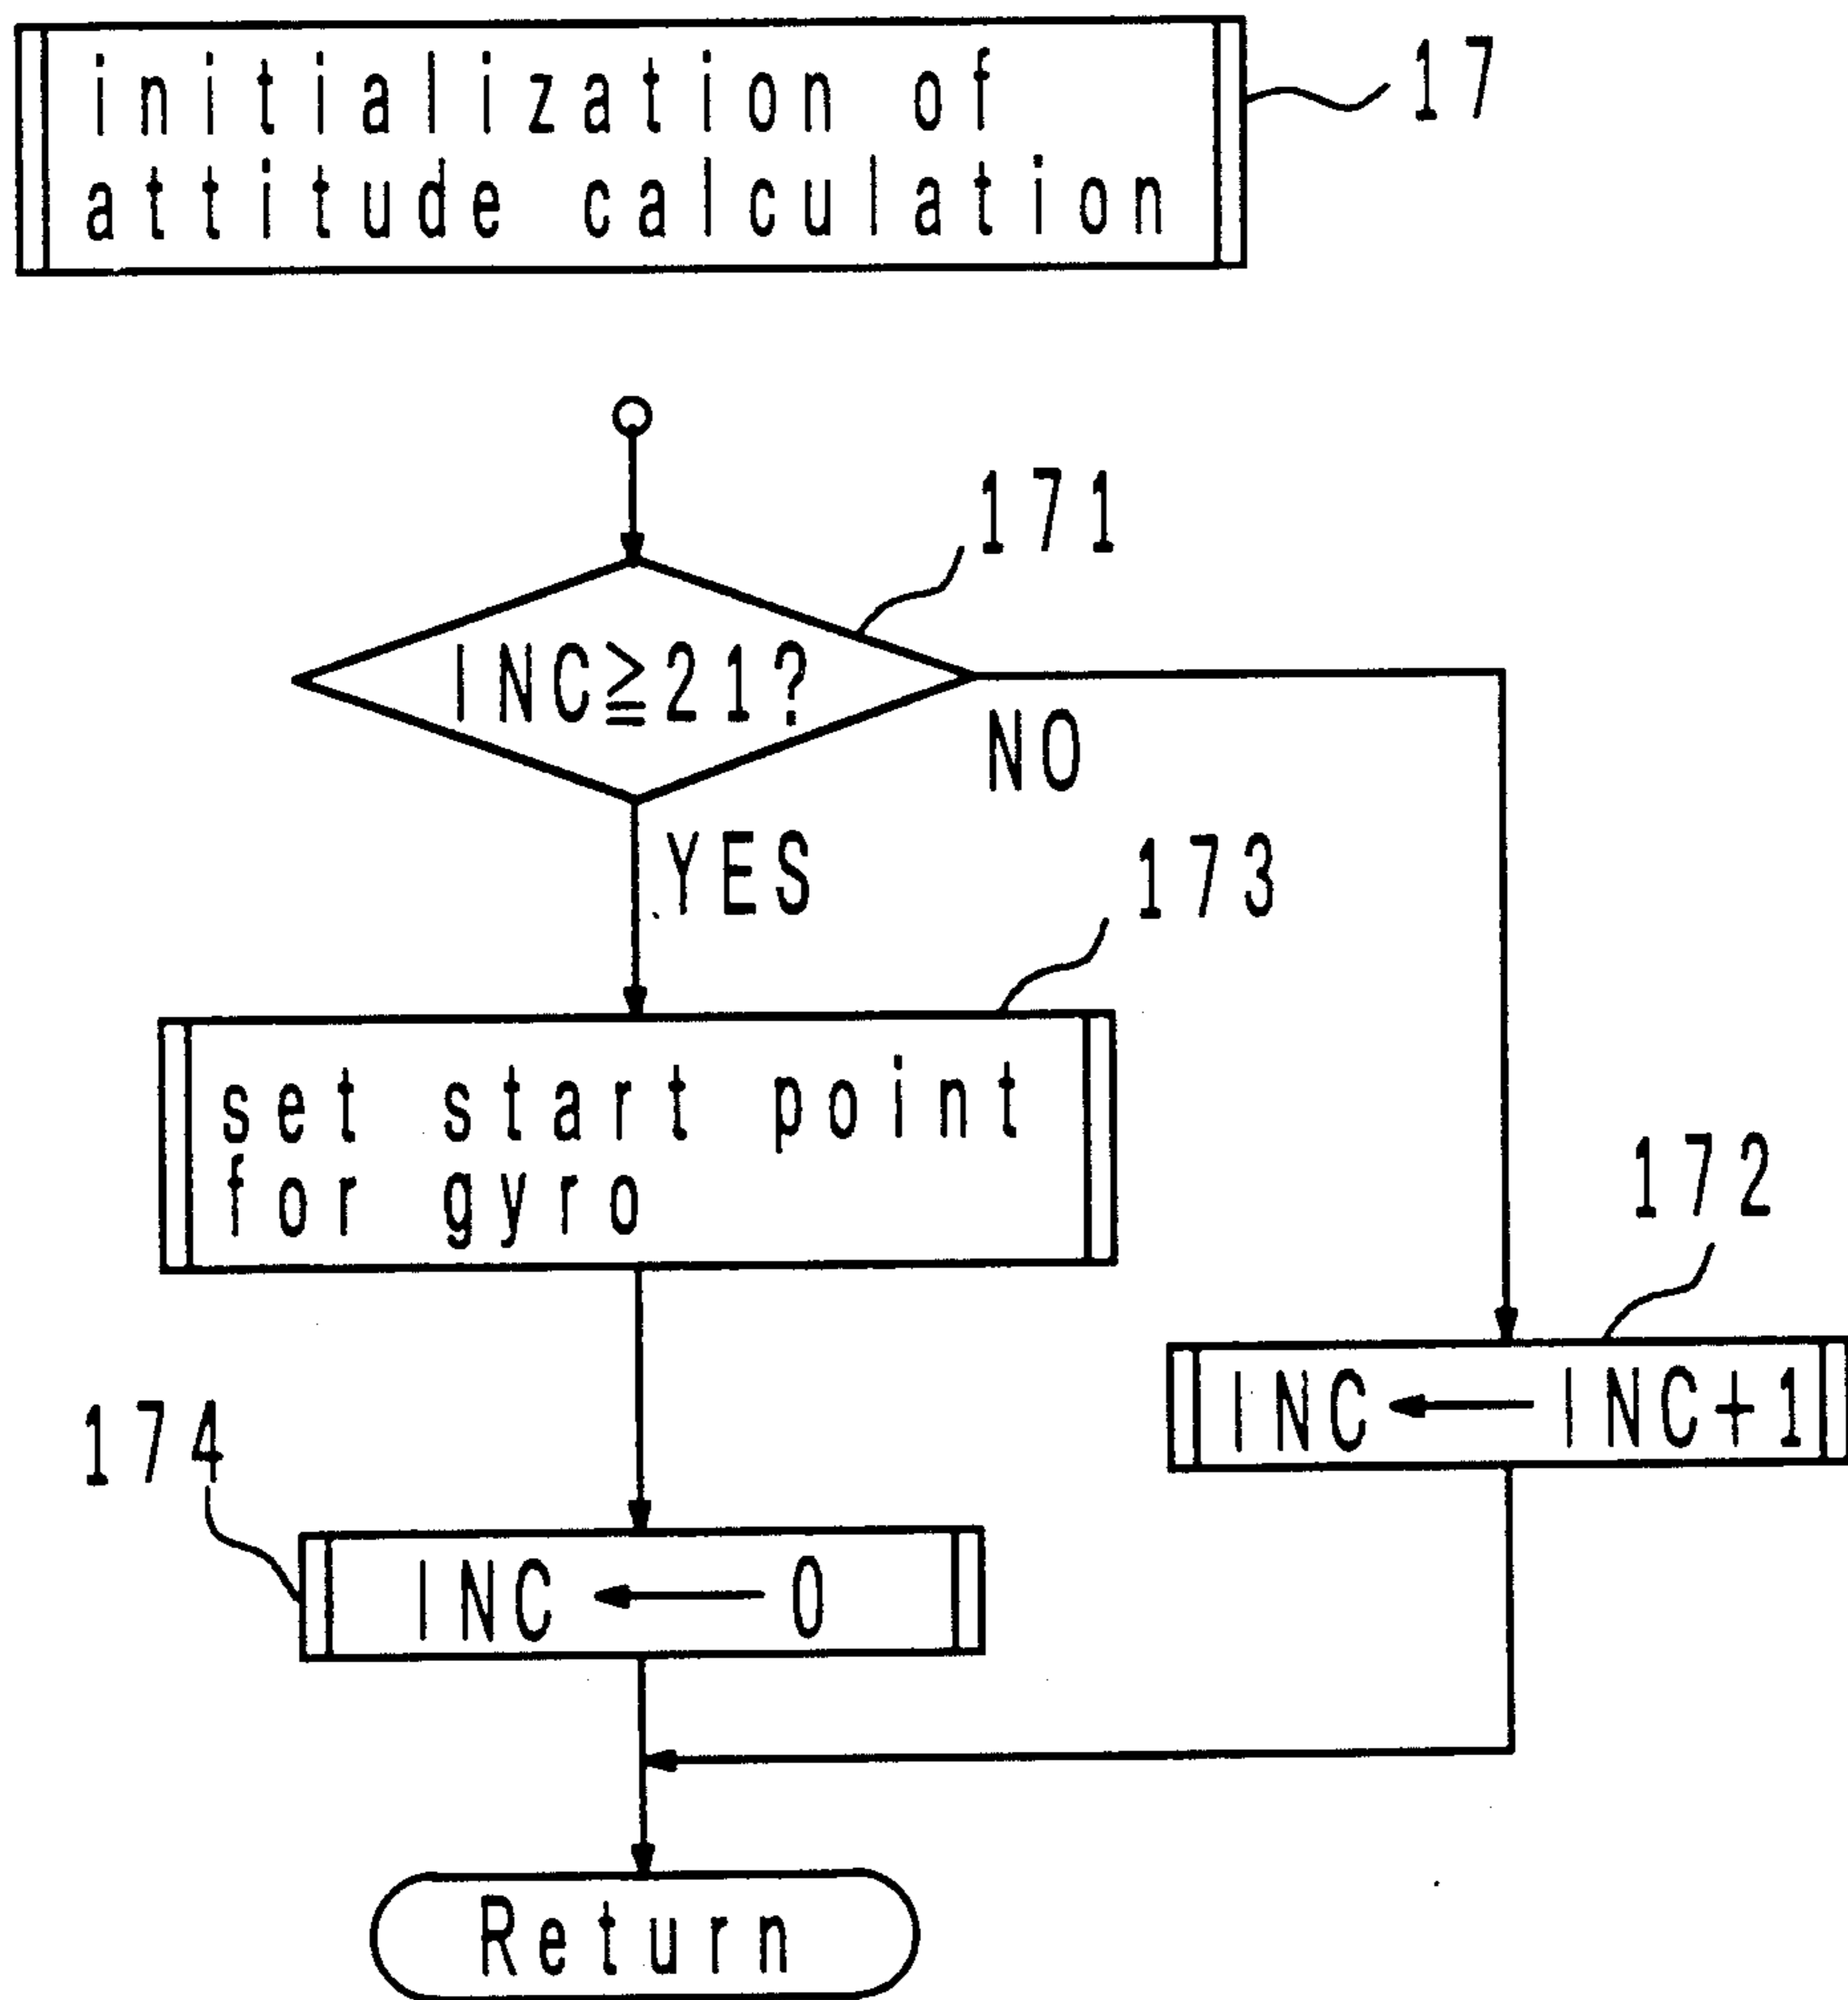 initialization of
attitude calculation
17
171
INC≧21?
NO
YES
173
set start point
for gyro
172
INC ← INC+1
174
INC ← 0
Return